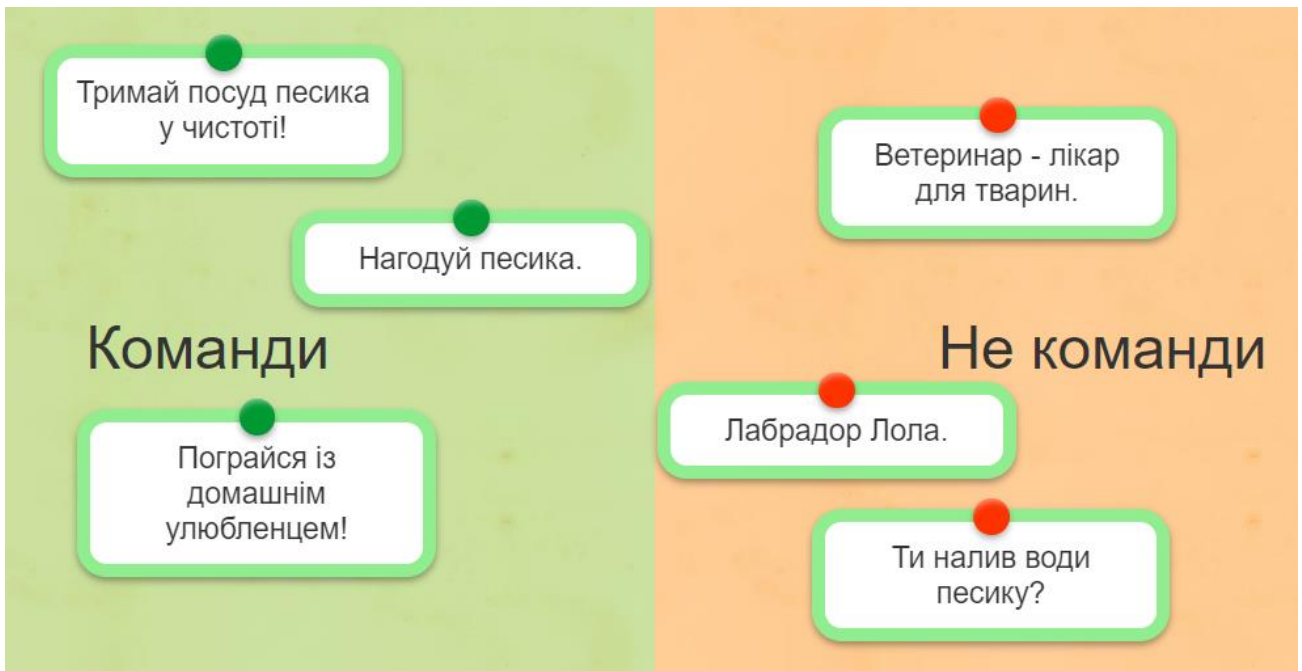 Тримай посуд песика
у чистоті!
Нагодуй песика.
Команди
Пограйся із
домашнім
улюбленцем!
Ветеринар - лікар
для тварин.
Не команди
Лабрадор Лола.
Ти налив води
песику?